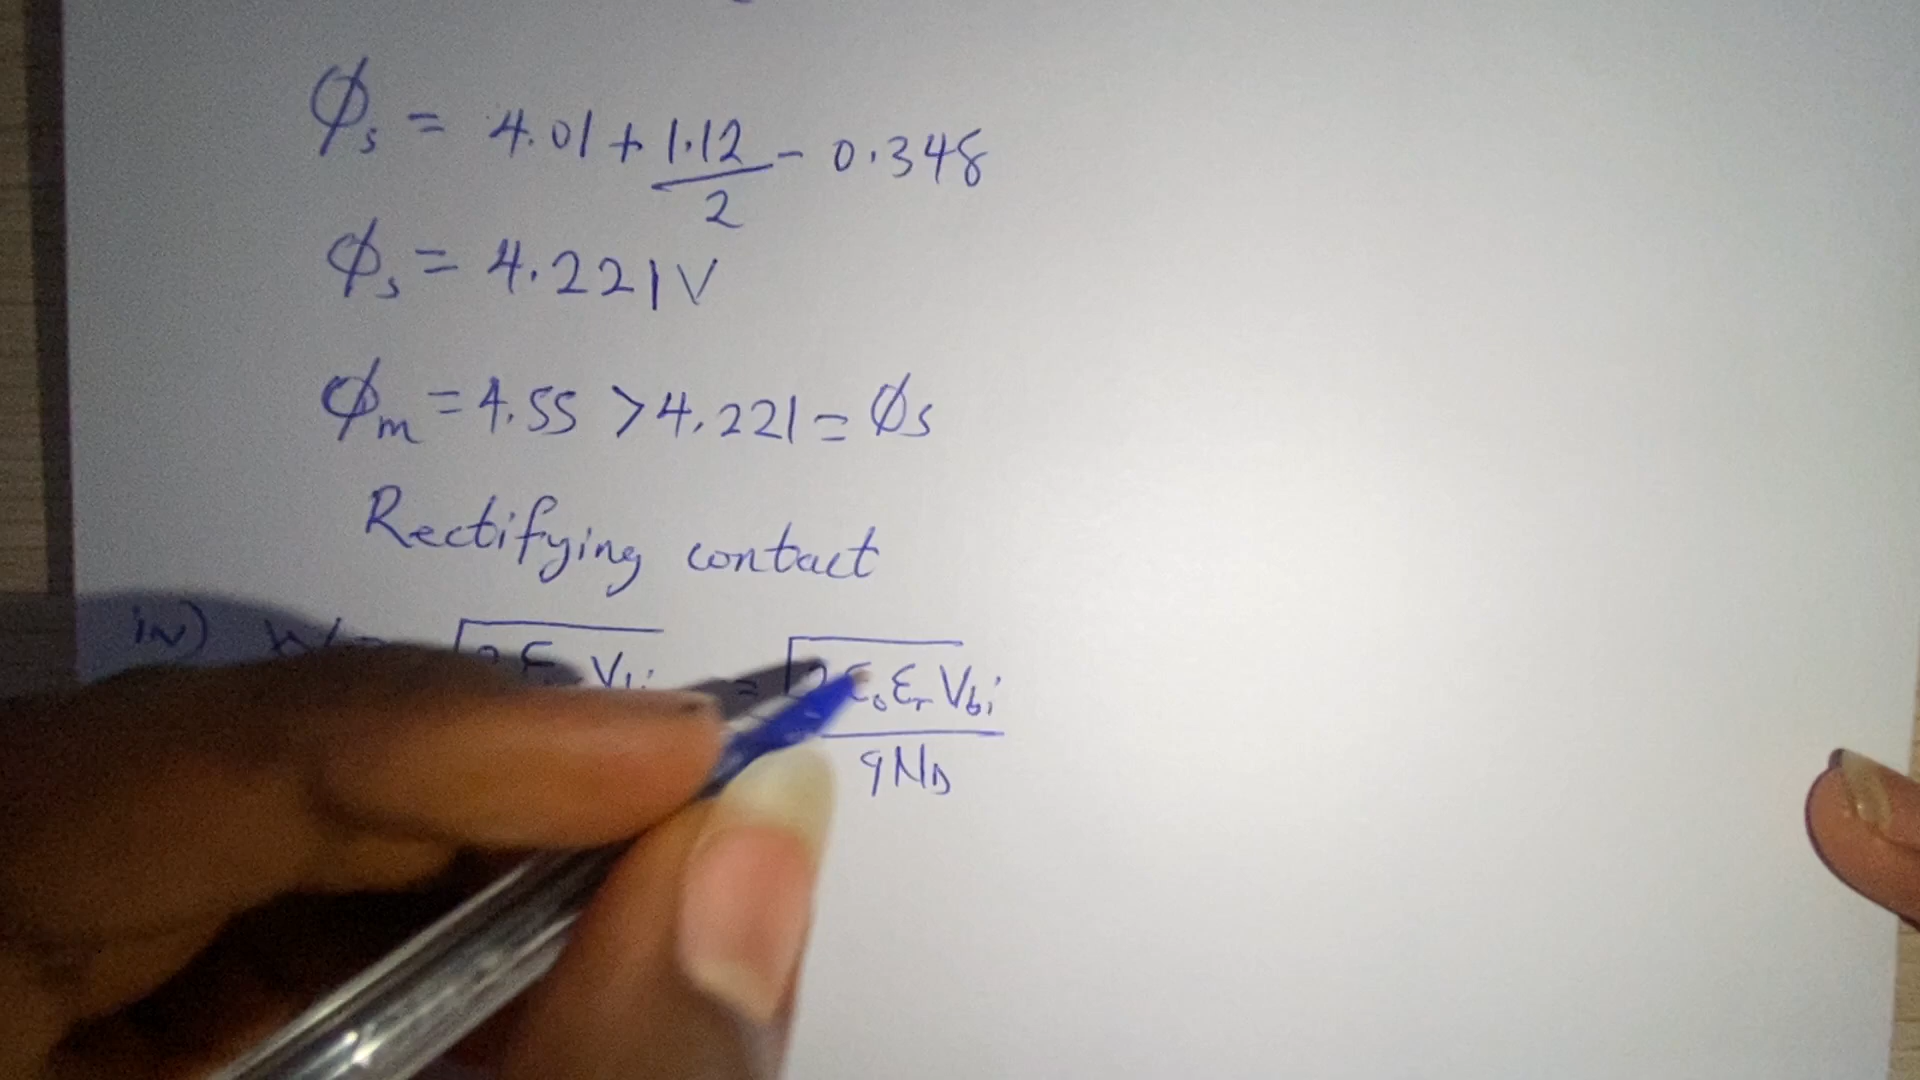 ϕs = 4.01 + 1.12/2 - 0.348
ϕs = 4.221V
ϕm = 4.55 > 4.221 = ϕs
Rectifying contact
iv) W = √ Vbi = √2ε₀εrVbi / qND